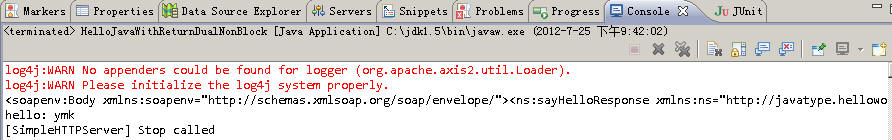 Markers Properties Data Source Explorer Servers Snippets Problems Progress Console JUnit
<terminated> HelloJavaWithReturnDualNonBlock [Java Application] C:\jdk1.5\bin\javaw.exe (2012-7-25 下午9:42:02)
log4j:WARN No appenders could be found for logger (org.apache.axis2.util.Loader).
log4j:WARN Please initialize the log4j system properly.
<soapenv:Body xmlns:soapenv="http://schemas.xmlsoap.org/soap/envelope/"><ns:sayHelloResponse xmlns:ns="http://javatype.hellowo
hello: ymk
[SimpleHTTPServer] Stop called